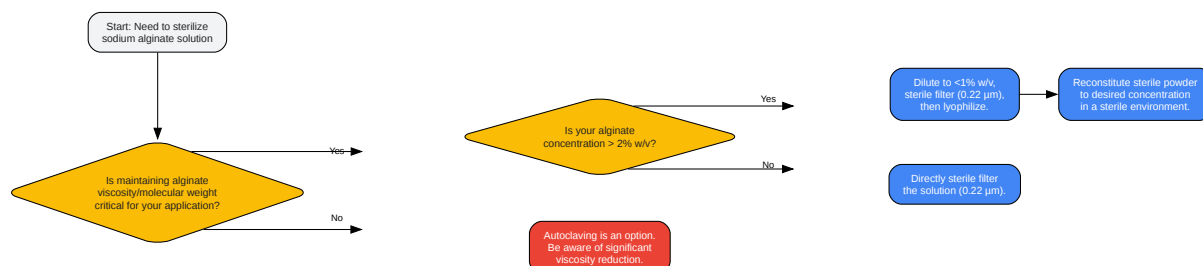 Start: Need to sterilize
sodium alginate solution
Is maintaining alginate
viscosity/molecular weight
critical for your application?
Yes
No
Is your alginate
concentration > 2% w/v?
Yes
No
Autoclaving is an option.
Be aware of significant
viscosity reduction.
Dilute to <1% w/v,
sterile filter (0.22 µm),
then lyophilize.
Reconstitute sterile powder
to desired concentration
in a sterile environment.
Directly sterile filter
the solution (0.22 µm).